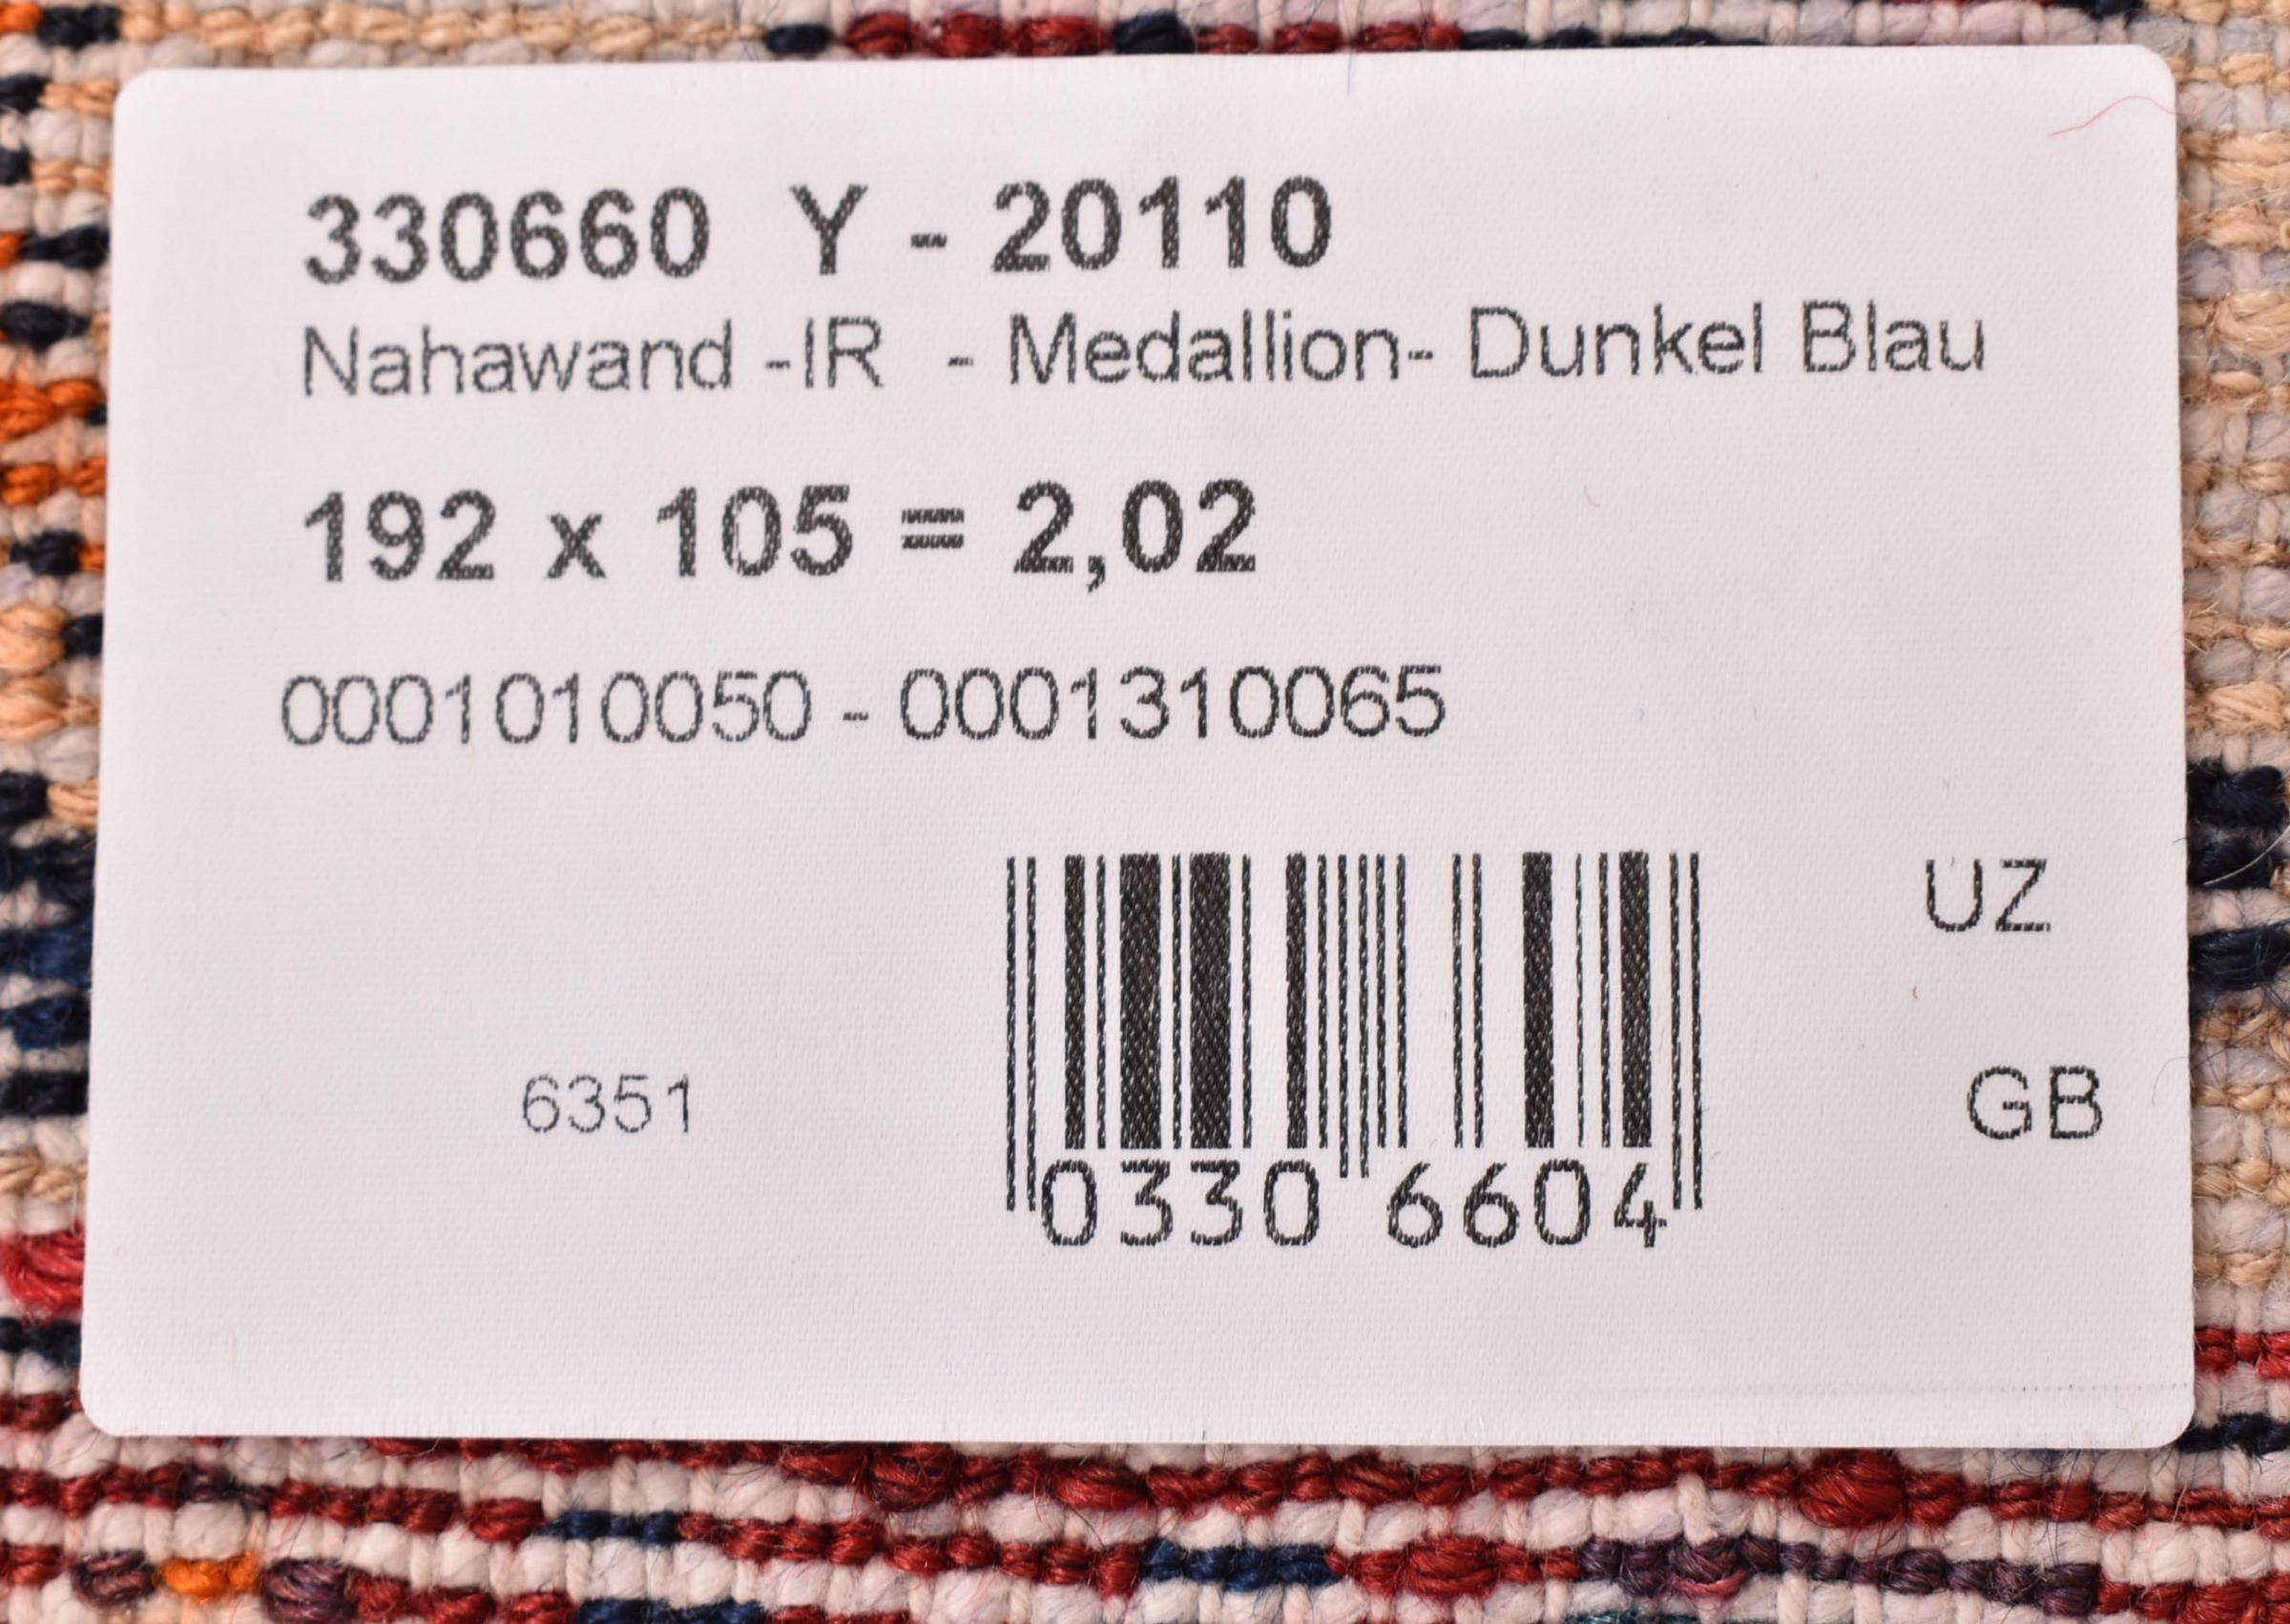 330660 Y - 20110
Nahawand -IR - Medallion- Dunkel Blau
192 x 105 = 2,02
0001010050 - 0001310065
UZ
6351
GB
0330 6604